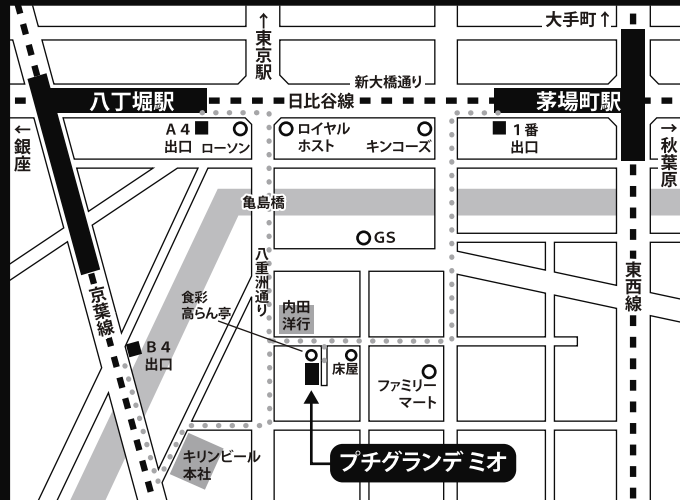 大手町↑
↑東京駅
新大橋通り
八丁堀駅
日比谷線
茅場町駅
←銀座
A4
出口
ローソン
ロイヤル
ホスト
キンコーズ
1番
出口
→秋葉原
亀島橋
GS
八重洲通り
東西線
京葉線
食彩
高らん亭
内田
洋行
B4
出口
床屋
ファミリー
マート
キリンビール
本社
プチグランデ ミオ